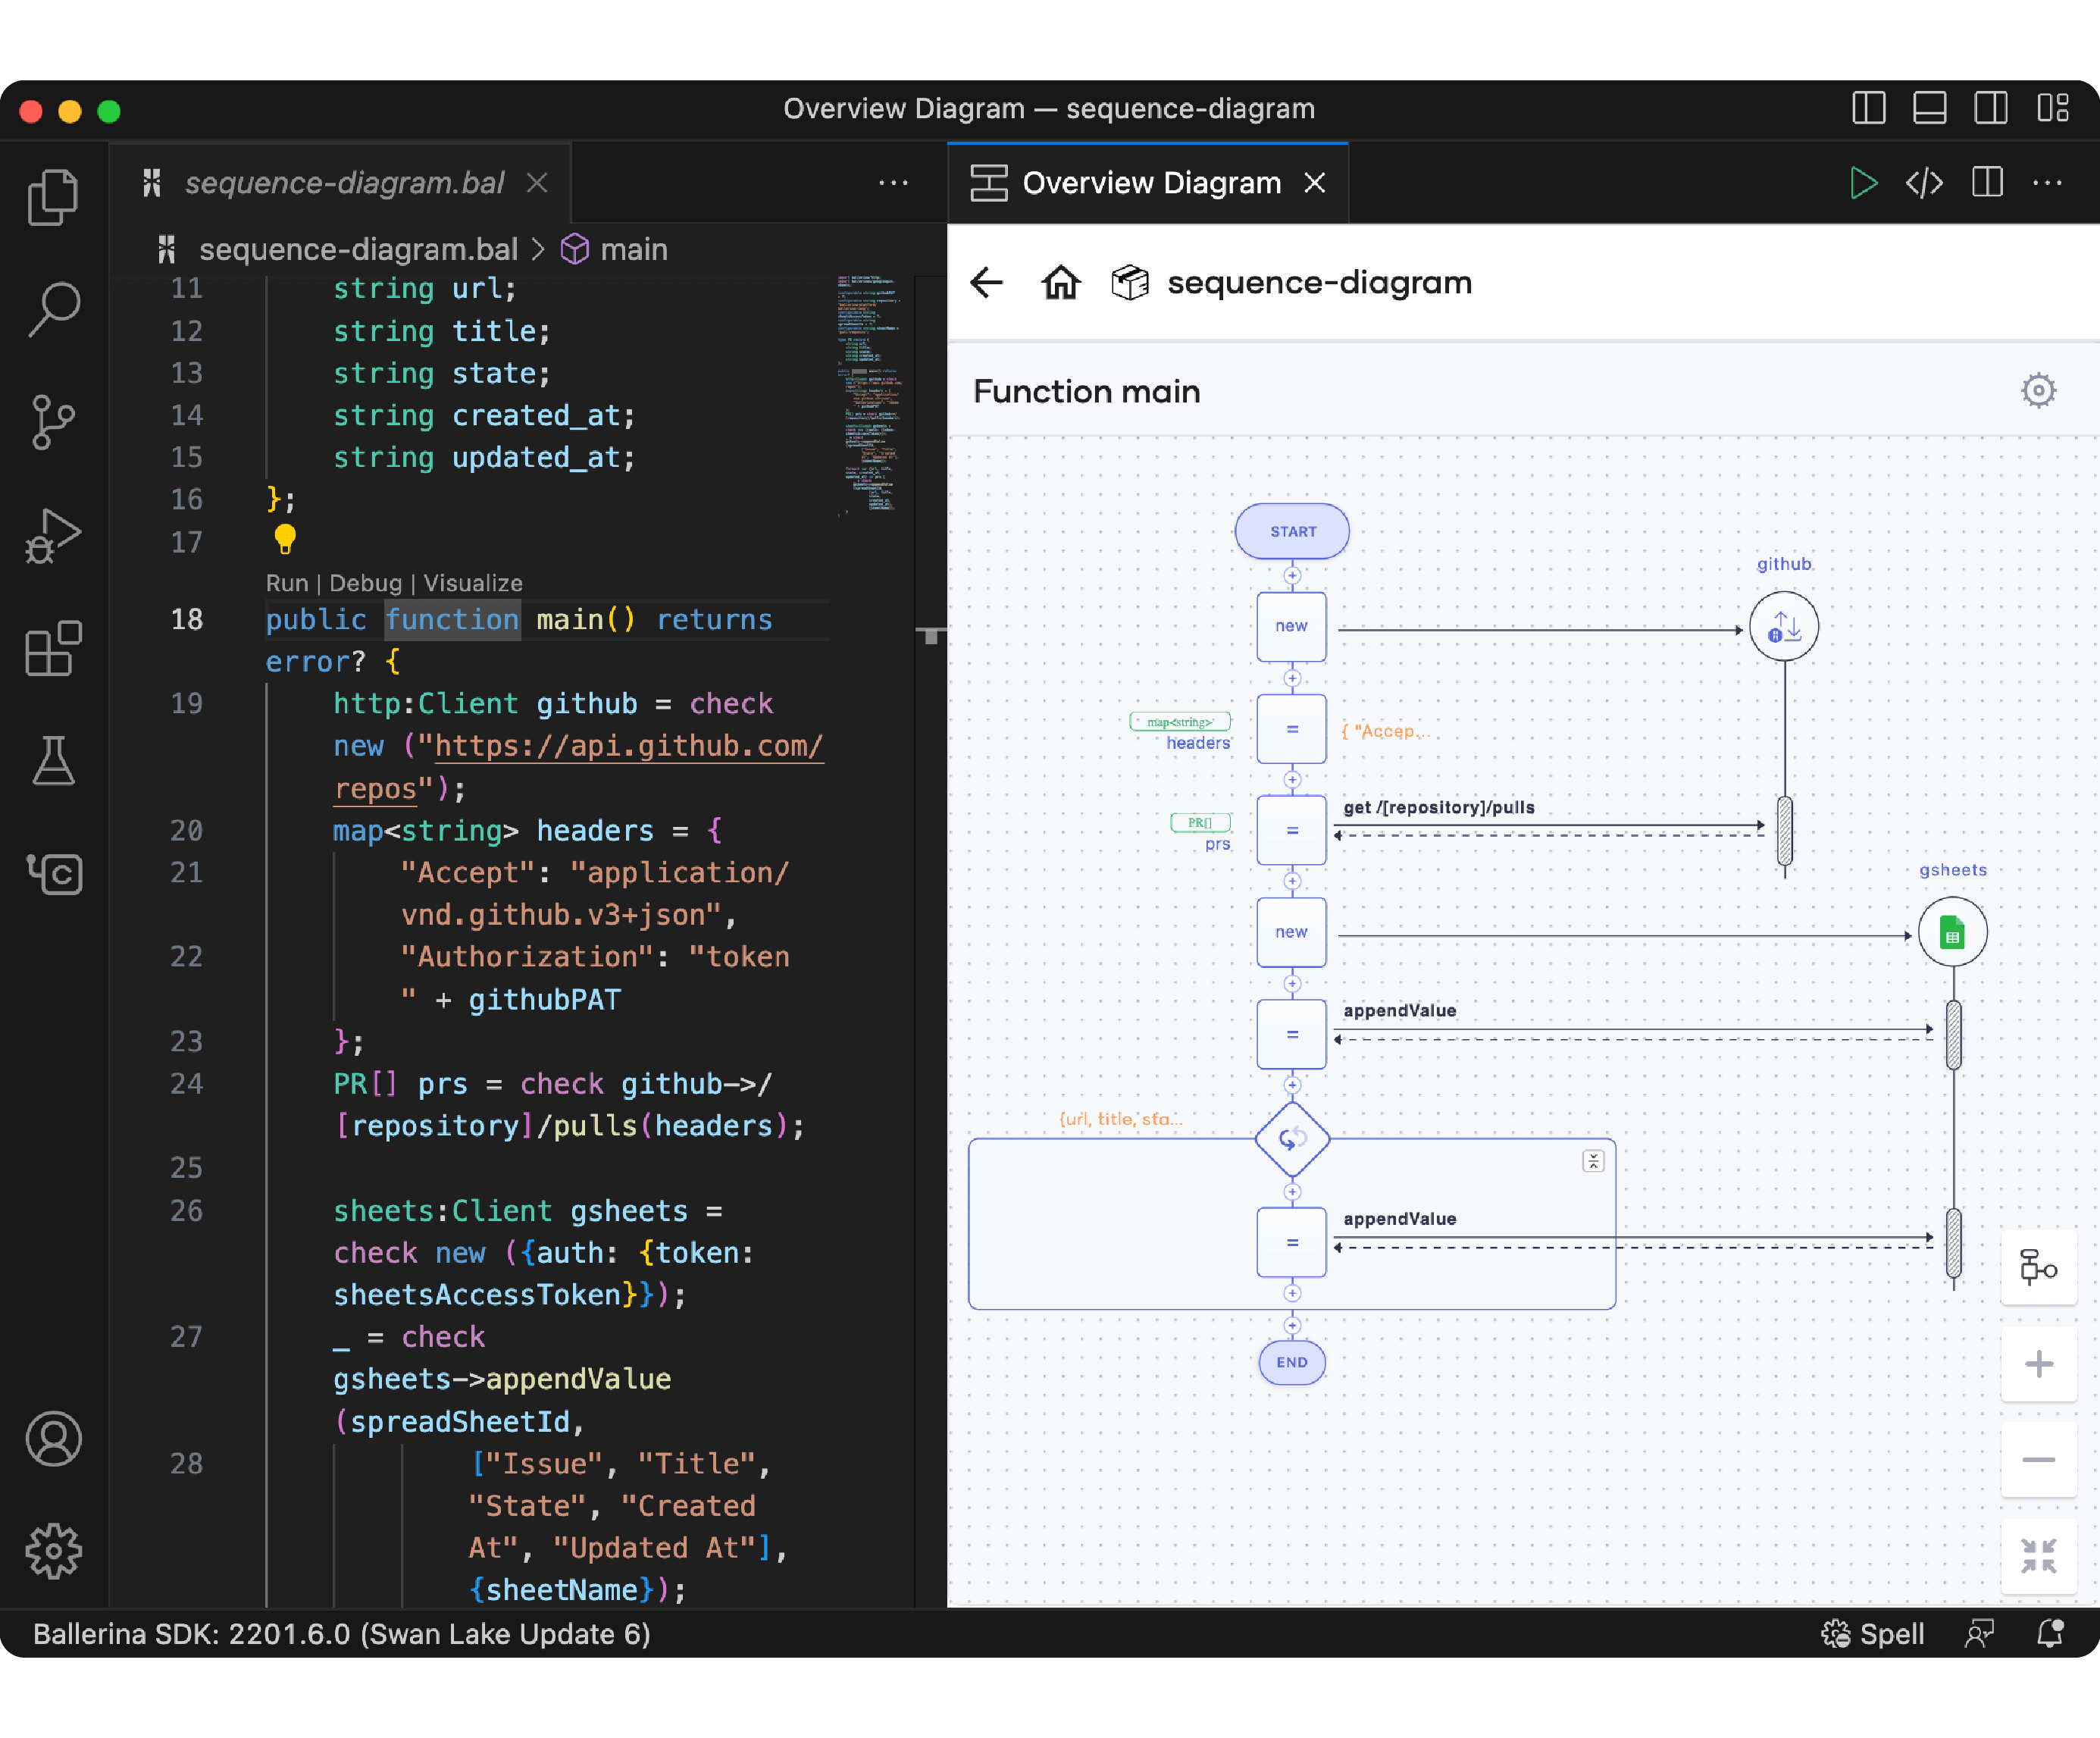 Overview Diagram — sequence-diagram
sequence-diagram.bal
sequence-diagram.bal > main
11 string url;
12 string title;
13 string state;
14 string created_at;
15 string updated_at;
16 };
17
Run | Debug | Visualize
18 public function main() returns
error? {
19 http:Client github = check
new ("https://api.github.com/
repos");
20 map<string> headers = {
21 "Accept": "application/
vnd.github.v3+json",
22 "Authorization": "token
" + githubPAT
23 };
24 PR[] prs = check github->/
[repository]/pulls(headers);
25
26 sheets:Client gsheets =
check new ({auth: {token:
sheetsAccessToken}});
27 _ = check
gsheets->appendValue
(spreadSheetId,
28 ["Issue", "Title",
"State", "Created
At", "Updated At"],
{sheetName});
Overview Diagram
sequence-diagram
Function main
START
github
new
map<string>
headers
=
{ "Accep...
PR[]
prs
=
get /[repository]/pulls
gsheets
new
=
appendValue
{url, title, sta...
=
appendValue
END
Ballerina SDK: 2201.6.0 (Swan Lake Update 6)
Spell